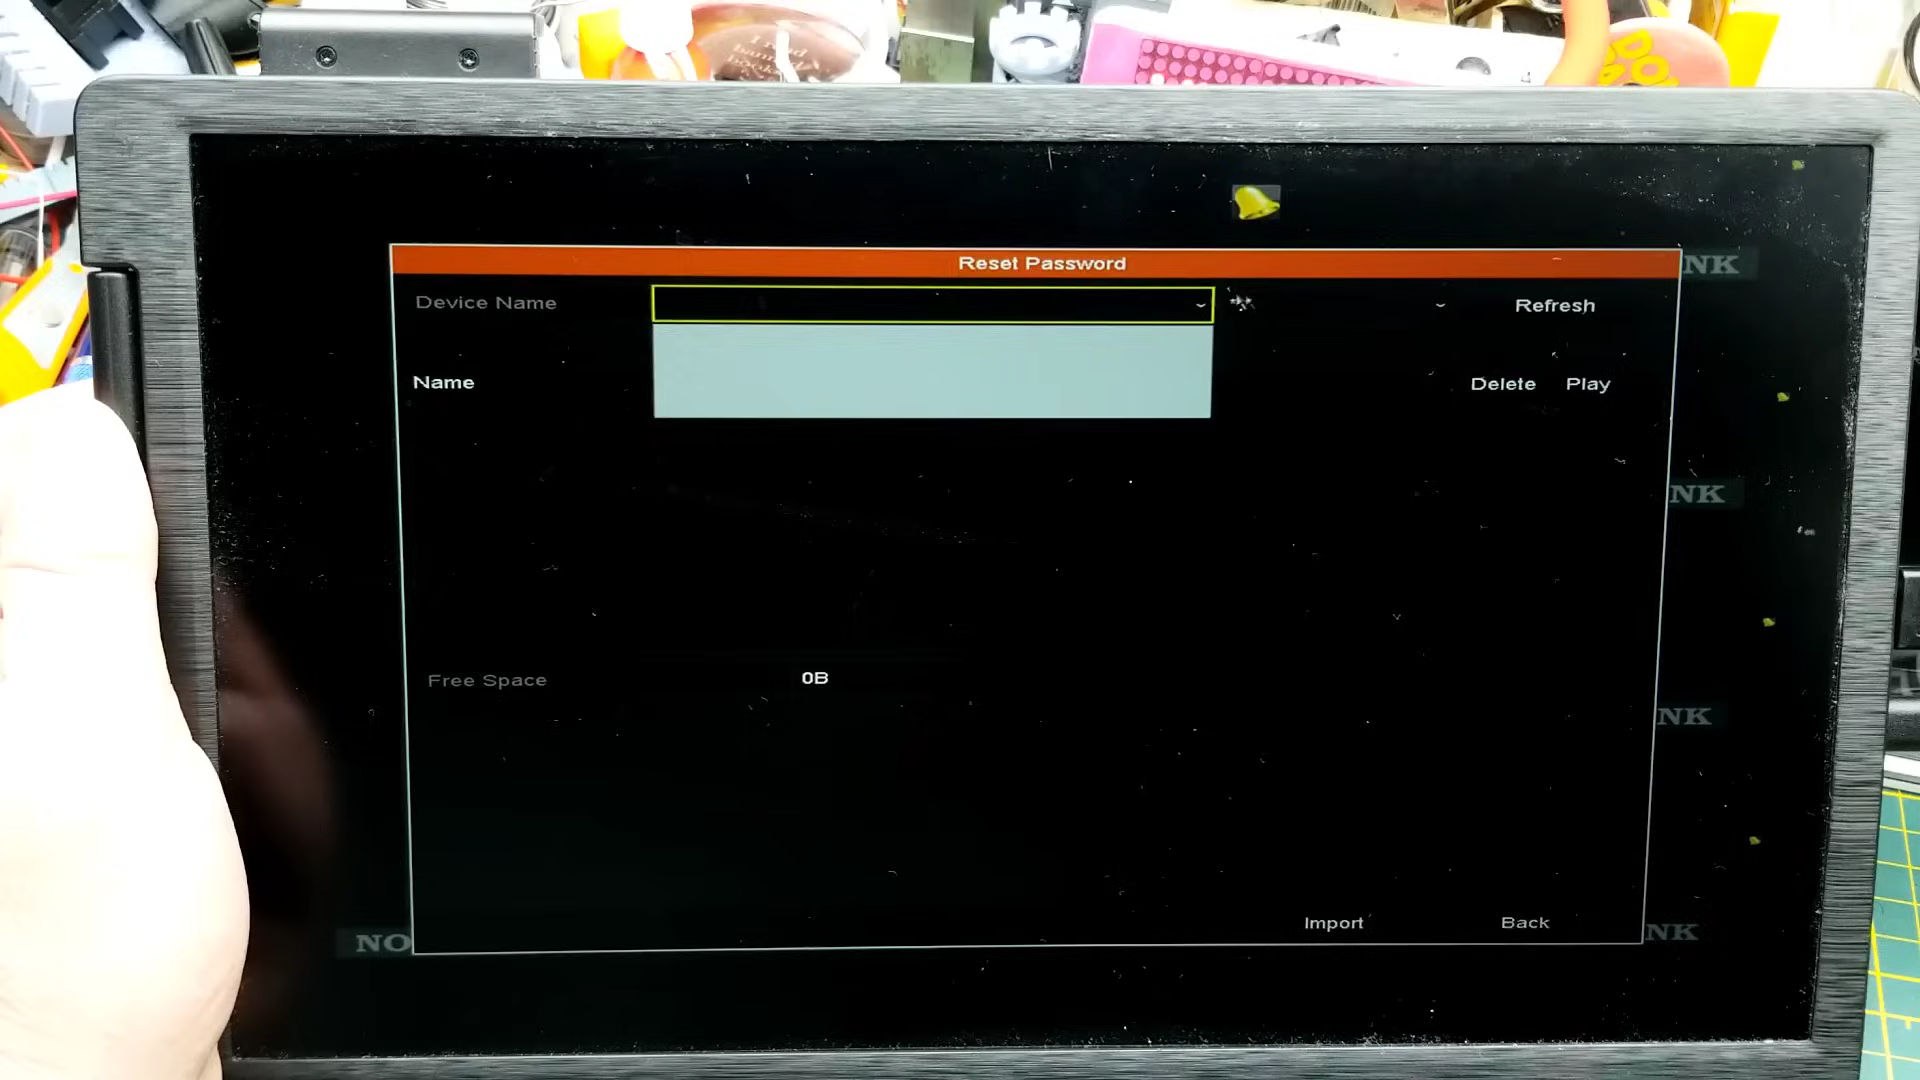 Reset Password
NK
Device Name
Refresh
Name
Delete Play
NK
Free Space 0B
NK
Import Back
NO
NK